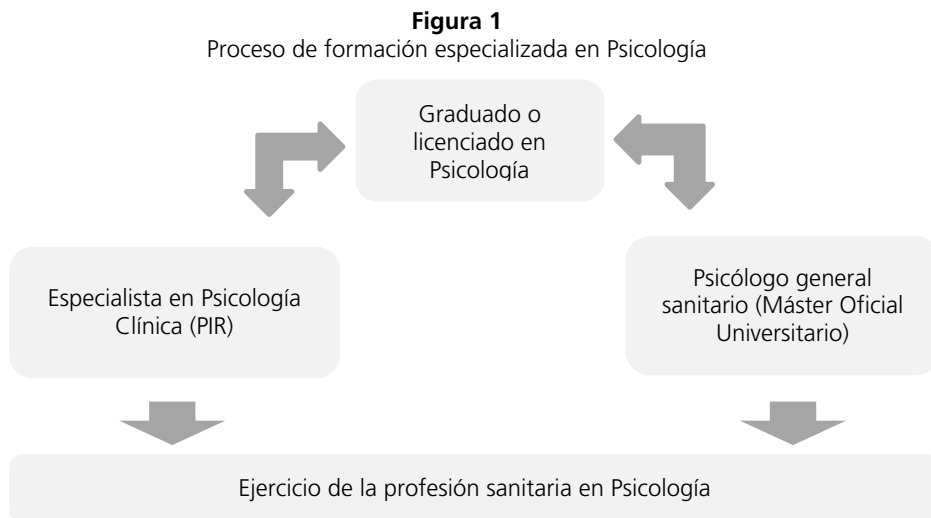 Figura 1
Proceso de formación especializada en Psicología
Graduado o
licenciado en
Psicología
Especialista en Psicología
Clínica (PIR)
Psicólogo general
sanitario (Máster Oficial
Universitario)
Ejercicio de la profesión sanitaria en Psicología